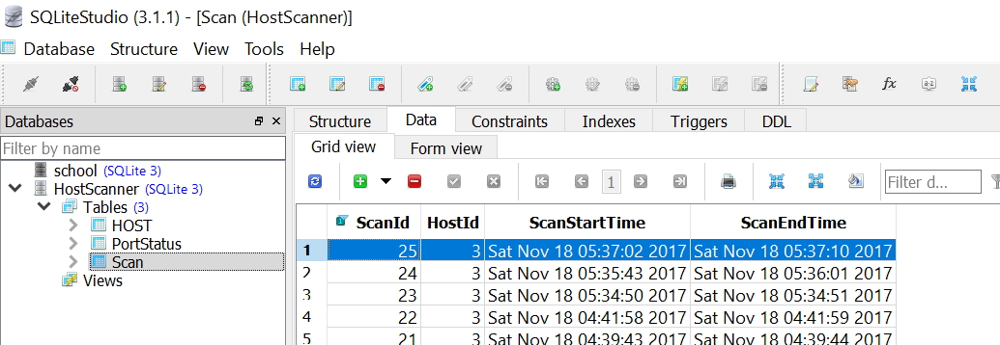 SQLiteStudio (3.1.1) - [Scan (HostScanner)]
Database Structure View Tools Help
Databases
Filter by name
school (SQLite 3)
HostScanner (SQLite 3)
Tables (3)
HOST
PortStatus
Scan
Views
Structure Data Constraints Indexes Triggers DDL
Grid view Form view
1 Filter d...
ScanId HostId ScanStartTime ScanEndTime
1 25 3 Sat Nov 18 05:37:02 2017 Sat Nov 18 05:37:10 2017
2 24 3 Sat Nov 18 05:35:43 2017 Sat Nov 18 05:36:01 2017
3 23 3 Sat Nov 18 05:34:50 2017 Sat Nov 18 05:34:51 2017
4 22 3 Sat Nov 18 04:41:58 2017 Sat Nov 18 04:41:59 2017
5 21 3 Sat Nov 18 04:39:43 2017 Sat Nov 18 04:39:44 2017